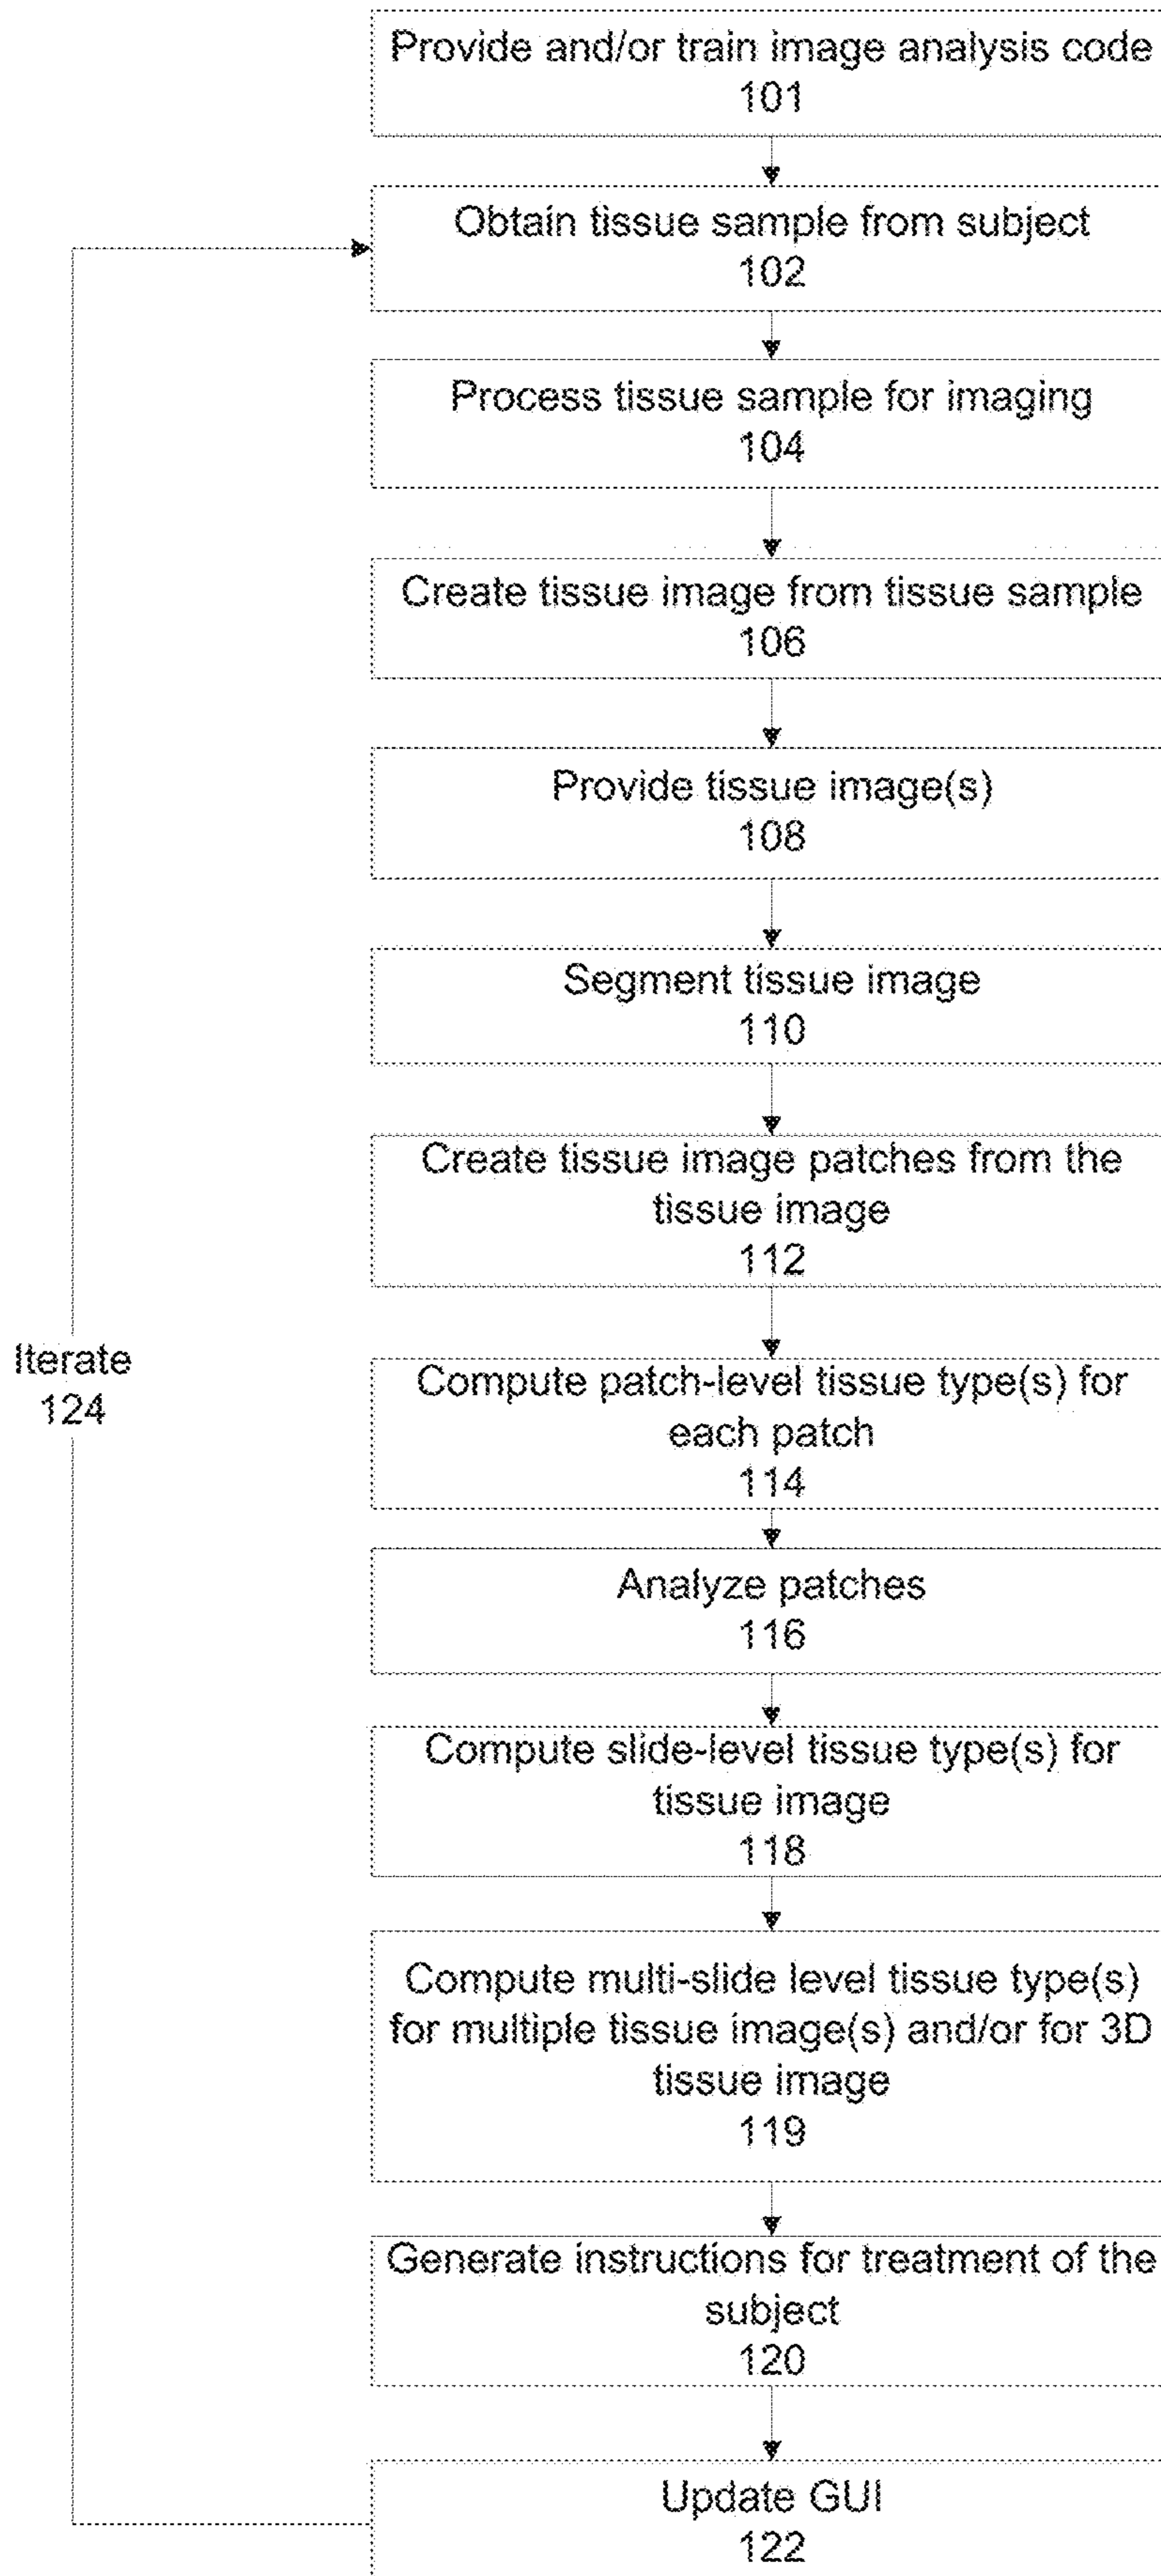 Provide and/or train image analysis code
101
Obtain tissue sample from subject
102
Process tissue sample for imaging
104
Create tissue image from tissue sample
106
Provide tissue image(s)
108
Segment tissue image
110
Create tissue image patches from the
tissue image
112
Iterate
124
Compute patch-level tissue type(s) for
each patch
114
Analyze patches
116
Compute slide-level tissue type(s) for
tissue image
118
Compute multi-slide level tissue type(s)
for multiple tissue image(s) and/or for 3D
tissue image
119
Generate instructions for treatment of the
subject
120
Update GUI
122